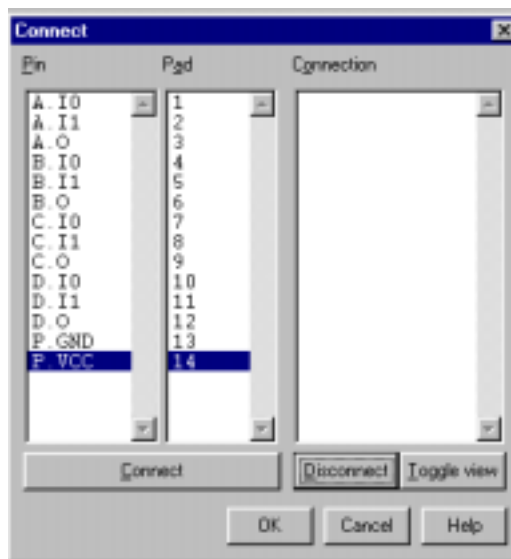 Connect
Pin Pad Connection
A.I0 1
A.I1 2
A.O 3
B.I0 4
B.I1 5
B.O 6
C.I0 7
C.I1 8
C.O 9
D.I0 10
D.I1 11
D.O 12
P.GND 13
P.VCC 14
Connect Disconnect Toggle view
OK Cancel Help